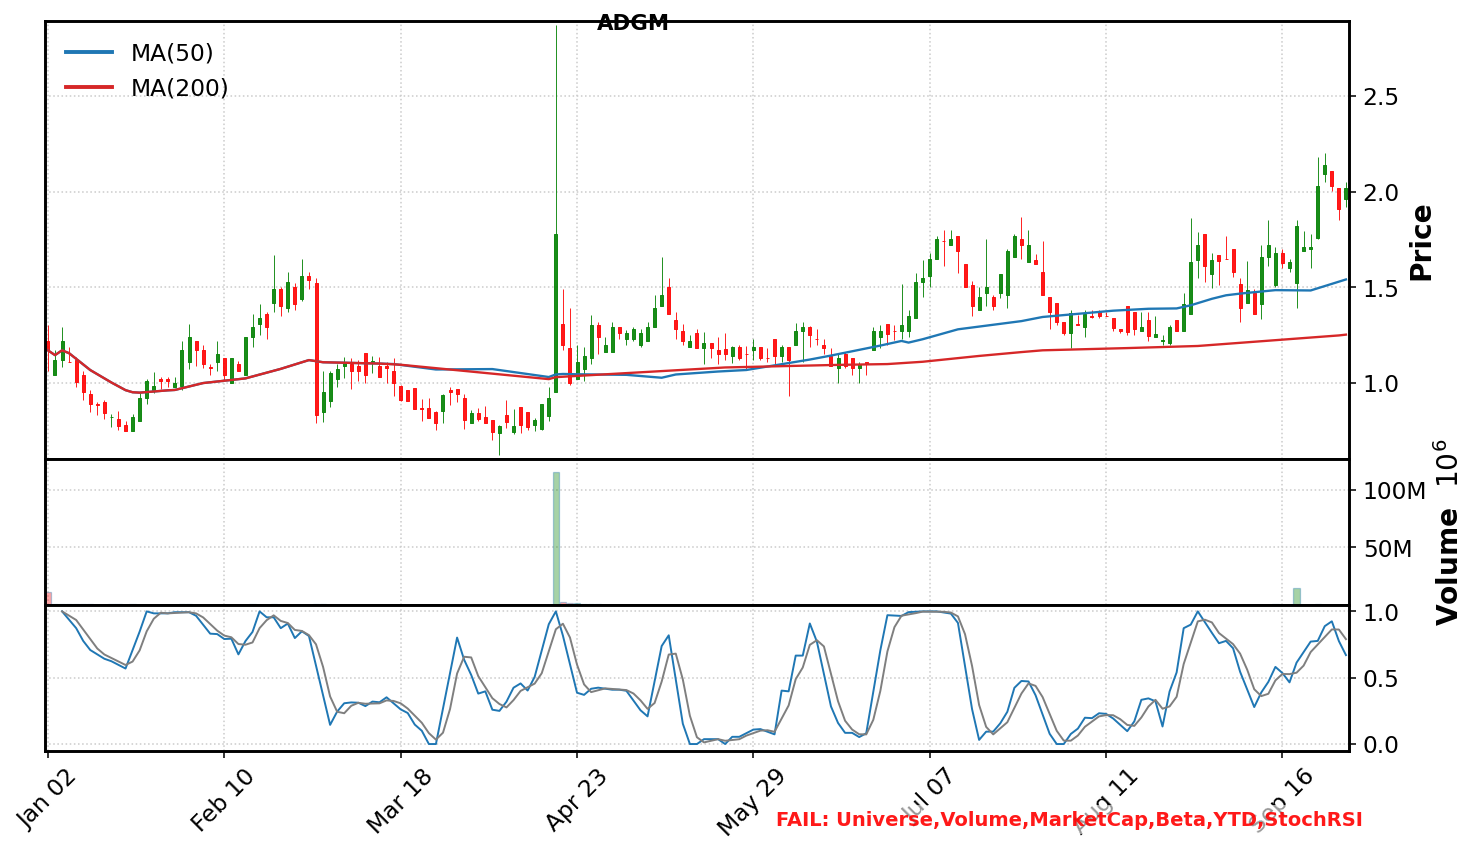 ADGM
MA(50)
MA(200)
2.5
2.0
1.5
1.0
Price
10⁶
100M
50M
Volume
1.0
0.5
0.0
Jan 02
Feb 10
Mar 18
Apr 23
May 29
Jul 07
Aug 11
Sep 16
FAIL: Universe,Volume,MarketCap,Beta,YTD,StochRSI